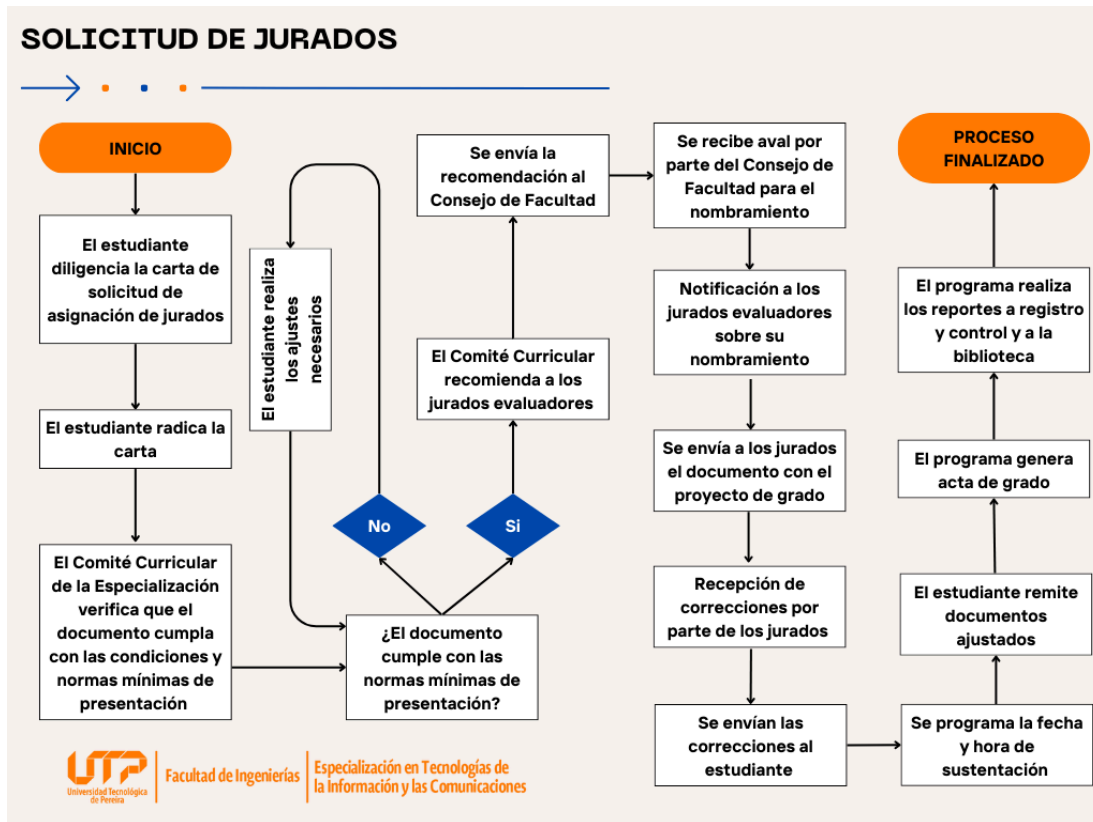 SOLICITUD DE JURADOS
INICIO
El estudiante
diligencia la carta de
solicitud de
asignación de jurados
El estudiante radica la
carta
El Comité Curricular
de la Especialización
verifica que el
documento cumpla
con las condiciones y
normas mínimas de
presentación
¿El documento
cumple con las
normas mínimas de
presentación?
No
El estudiante realiza
los ajustes
necesarios
Si
El Comité Curricular
recomienda a los
jurados evaluadores
Se envía la
recomendación al
Consejo de Facultad
Se recibe aval por
parte del Consejo de
Facultad para el
nombramiento
Notificación a los
jurados evaluadores
sobre su
nombramiento
Se envía a los jurados
el documento con el
proyecto de grado
Recepción de
correcciones por
parte de los jurados
Se envían las
correcciones al
estudiante
Se programa la fecha
y hora de
sustentación
El estudiante remite
documentos
ajustados
El programa genera
acta de grado
El programa realiza
los reportes a registro
y control y a la
biblioteca
PROCESO
FINALIZADO
UTP
Universidad Tecnológica
de Pereira
Facultad de Ingenierías
Especialización en Tecnologías de
la Información y las Comunicaciones